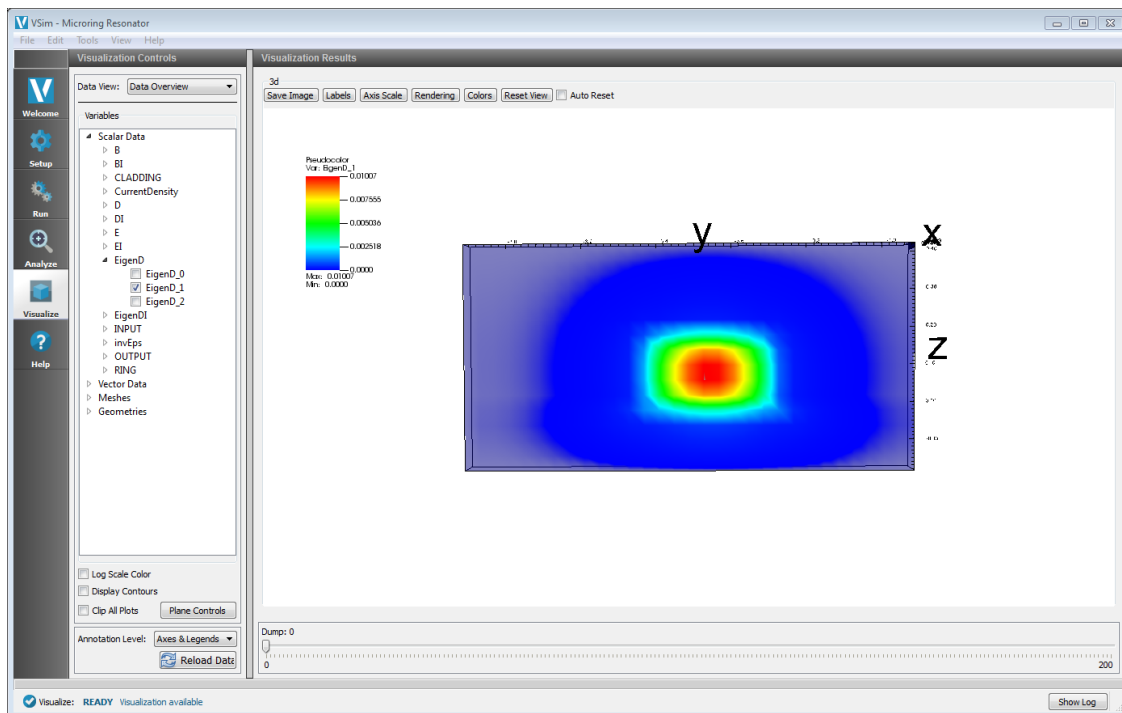 VSim - Microring Resonator
File Edit Tools View Help
Visualization Controls
Visualization Results
Welcome
Setup
Run
Analyze
Visualize
Help
Data View: Data Overview
Variables
Scalar Data
B
BI
CLADDING
CurrentDensity
D
DI
E
EI
EigenD
EigenD_0
EigenD_1
EigenD_2
EigenDI
INPUT
invEps
OUTPUT
RING
Vector Data
Meshes
Geometries
Log Scale Color
Display Contours
Clip All Plots
Plane Controls
Annotation Level: Axes & Legends
Reload Data
3d
Save Image Labels Axis Scale Rendering Colors Reset View Auto Reset
Pseudocolor
Var: EigenD_1
0.01007
0.007555
0.005036
0.002518
0.0000
Max: 0.01007
Min: 0.0000
y
x
z
Dump: 0
0
200
Visualize: READY Visualization available
Show Log